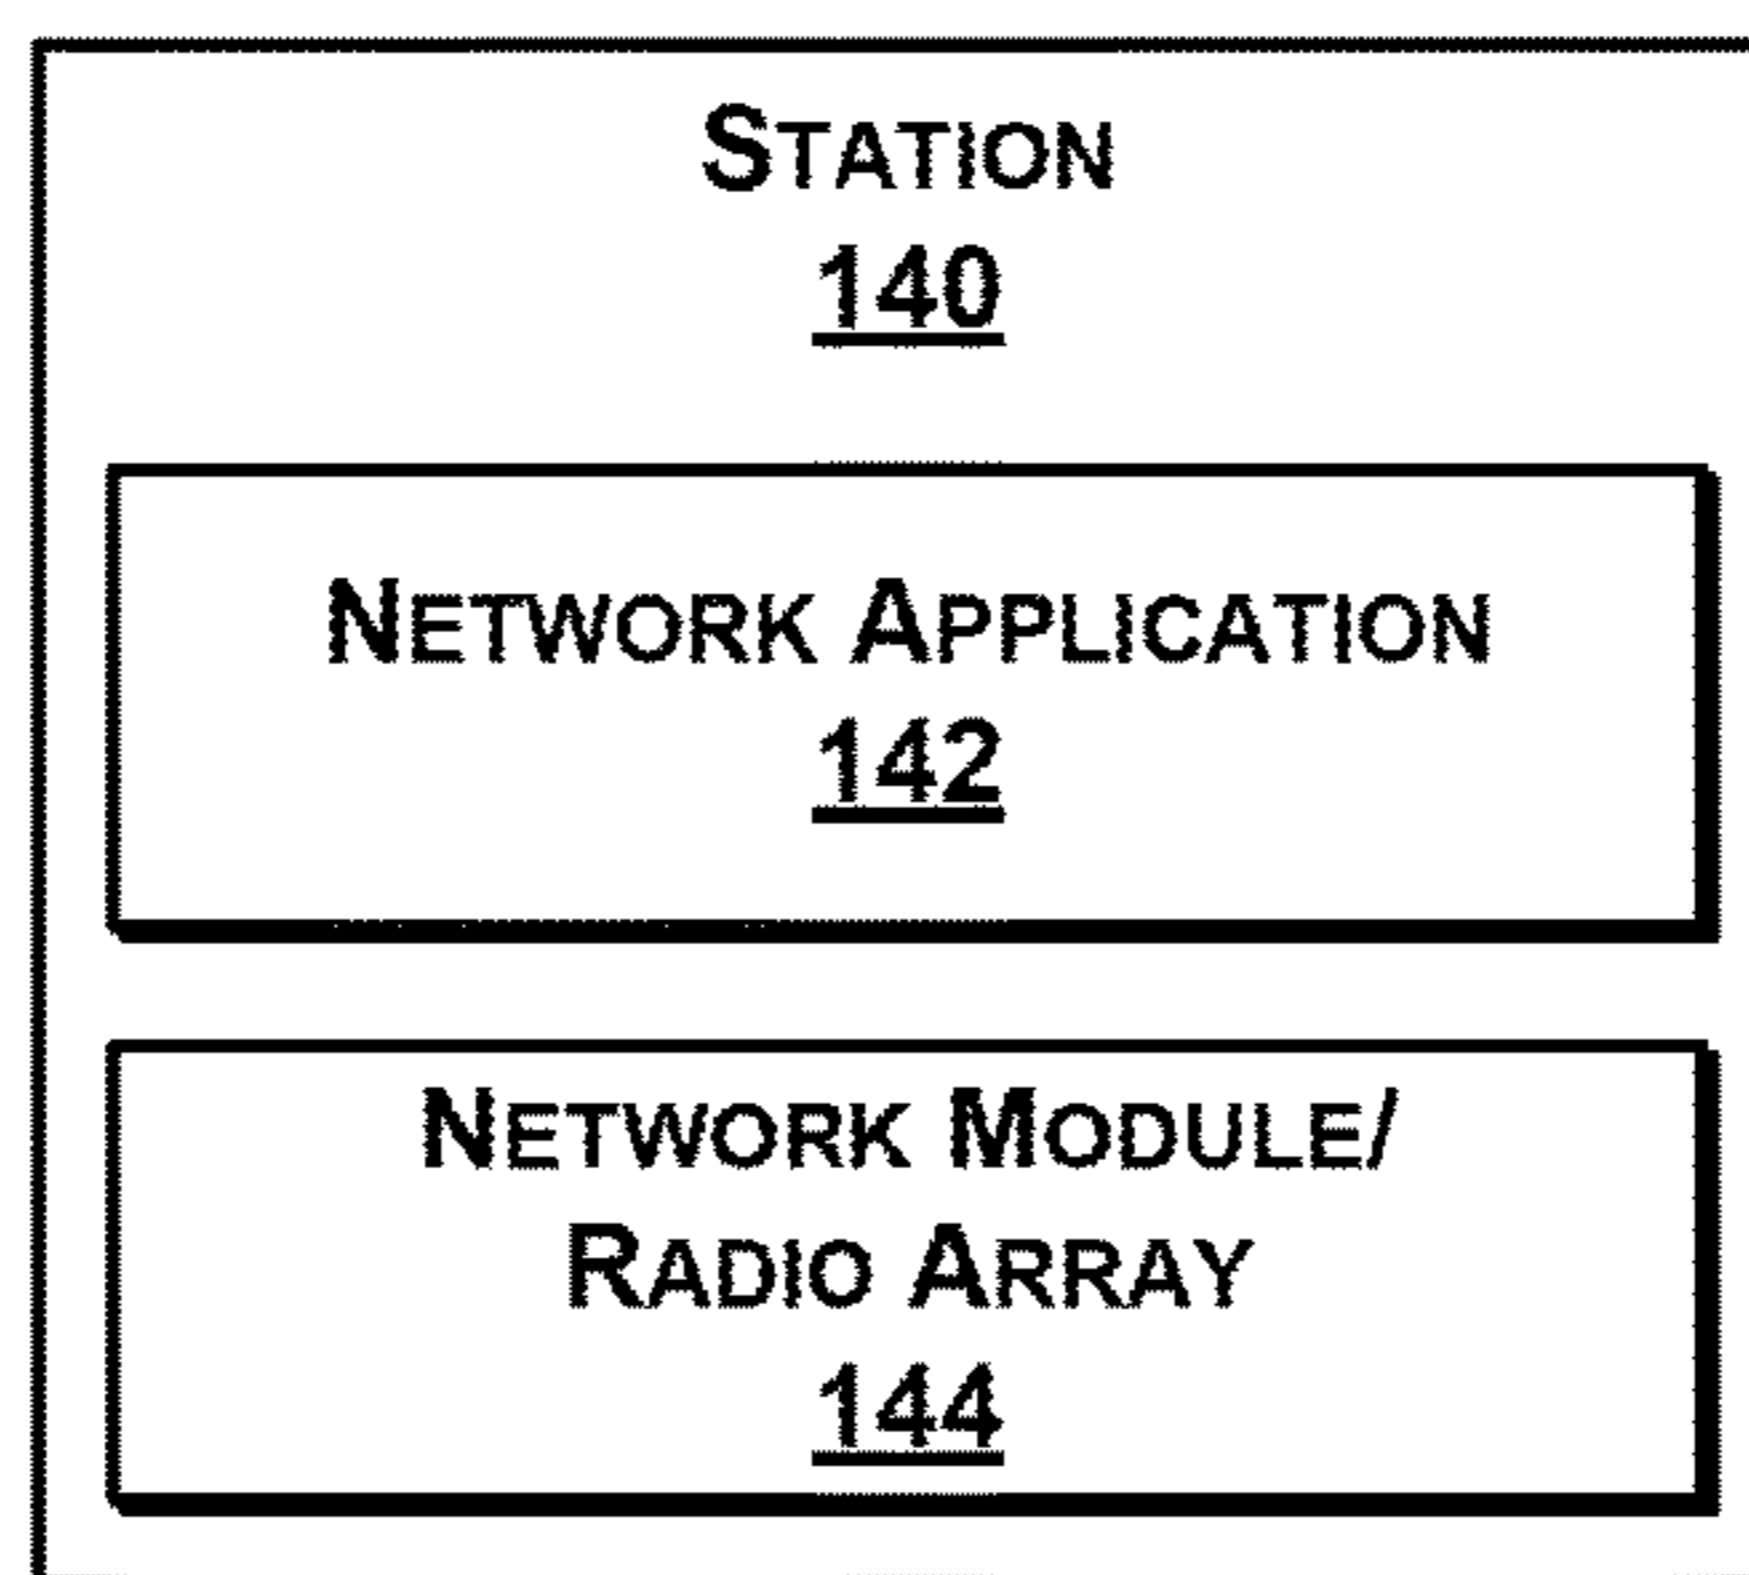 STATION
140
NETWORK APPLICATION
142
NETWORK MODULE/
RADIO ARRAY
144